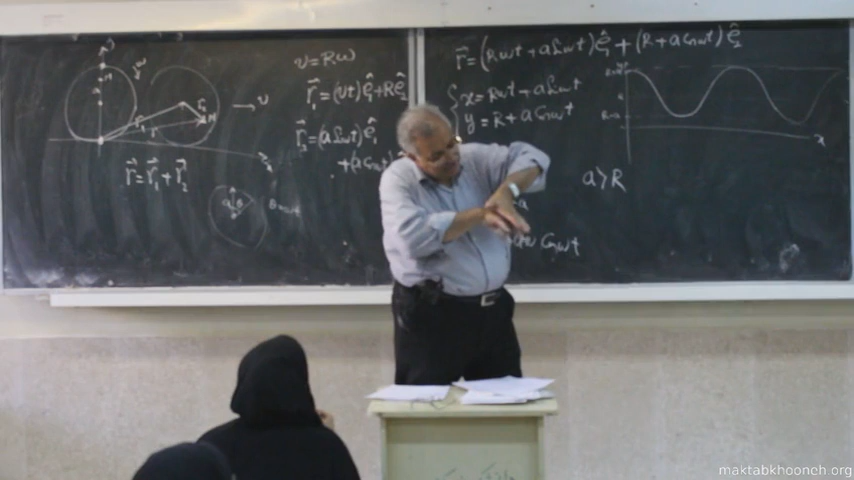 v = Rω
r⃗₁ = (vt) ê₁ + R ê₂
r⃗₂ = (a sin ωt) ê₁
+ (a cos ωt)
r⃗ = r⃗₁ + r⃗₂
r⃗ = (Rωt + a sin ωt) ê₁ + (R + a cos ωt) ê₂
x = Rωt + a sin ωt
y = R + a cos ωt
a > R
aω cos ωt
maktabkhooneh.org